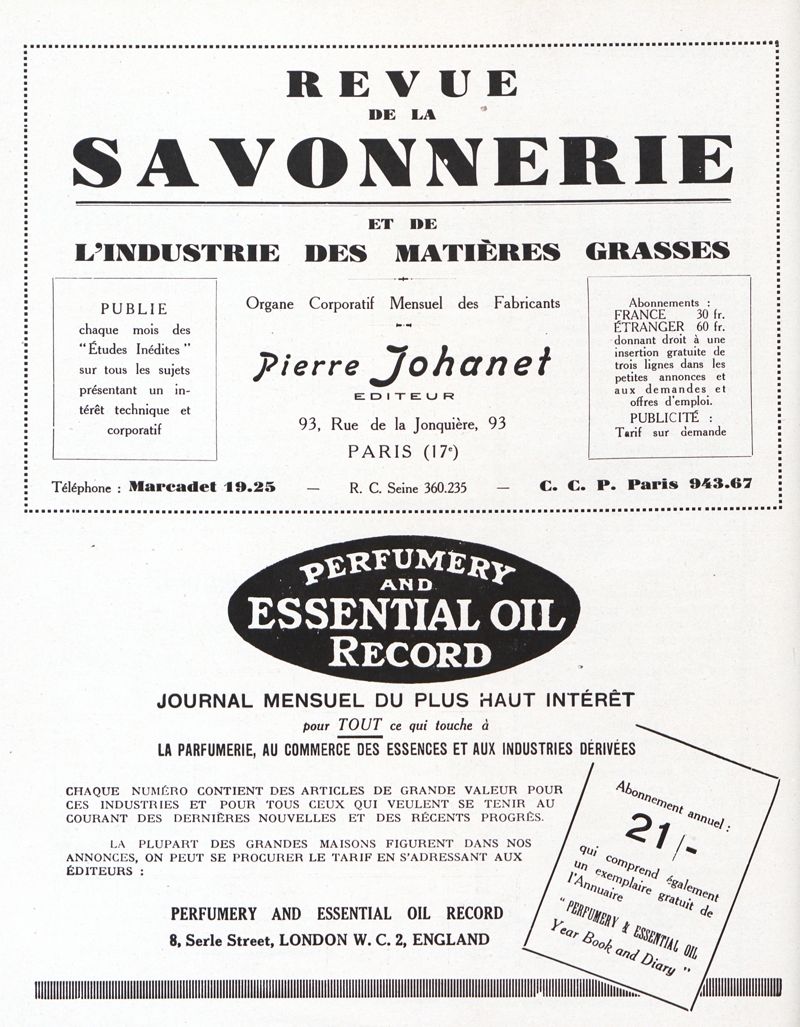 REVUE
DE LA
SAVONNERIE
ET DE
L'INDUSTRIE DES MATIÈRES GRASSES
PUBLIE
chaque mois des
"Études Inédites"
sur tous les sujets
présentant un in-
térêt technique et
corporatif
Organe Corporatif Mensuel des Fabricants
Pierre Johanet
EDITEUR
93, Rue de la Jonquière, 93
PARIS (17e)
Abonnements :
FRANCE 30 fr.
ÉTRANGER 60 fr.
donnant droit à une
insertion gratuite de
trois lignes dans les
petites annonces et
aux demandes et
offres d'emploi.
PUBLICITÉ :
Tarif sur demande
Téléphone : Marcadet 19.25 — R. C. Seine 360.235 — C. C. P. Paris 943.67
PERFUMERY
AND
ESSENTIAL OIL
RECORD
JOURNAL MENSUEL DU PLUS HAUT INTÉRÊT
pour TOUT ce qui touche à
LA PARFUMERIE, AU COMMERCE DES ESSENCES ET AUX INDUSTRIES DÉRIVÉES
CHAQUE NUMÉRO CONTIENT DES ARTICLES DE GRANDE VALEUR POUR
CES INDUSTRIES ET POUR TOUS CEUX QUI VEULENT SE TENIR AU
COURANT DES DERNIÈRES NOUVELLES ET DES RÉCENTS PROGRÈS.
LA PLUPART DES GRANDES MAISONS FIGURENT DANS NOS
ANNONCES, ON PEUT SE PROCURER LE TARIF EN S'ADRESSANT AUX
ÉDITEURS :
PERFUMERY AND ESSENTIAL OIL RECORD
8, Serle Street, LONDON W. C. 2, ENGLAND
Abonnement annuel :
21/-
qui comprend également
un exemplaire gratuit de
l'Annuaire
"PERFUMERY & ESSENTIAL OIL
Year Book and Diary"